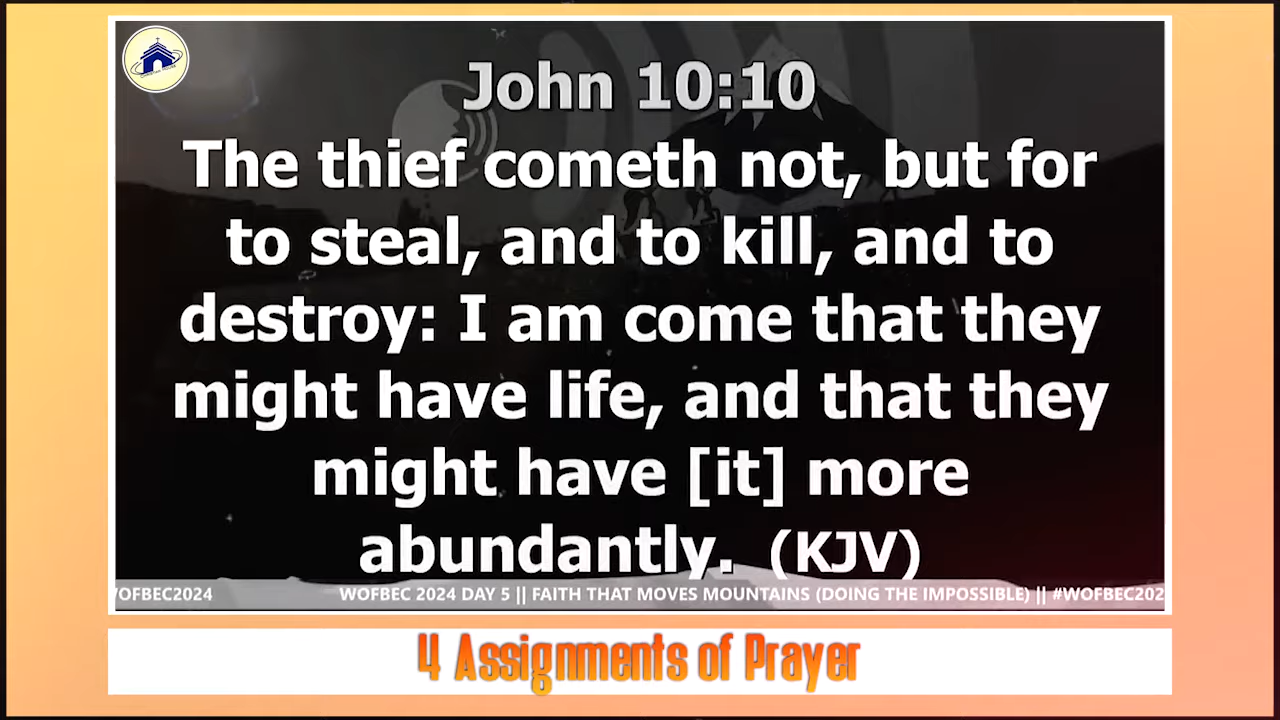 John 10:10
The thief cometh not, but for
to steal, and to kill, and to
destroy: I am come that they
might have life, and that they
might have [it] more
abundantly. (KJV)
OFBEC2024 WOFBEC 2024 DAY 5 || FAITH THAT MOVES MOUNTAINS (DOING THE IMPOSSIBLE) || #WOFBEC202
4 Assignments of Prayer